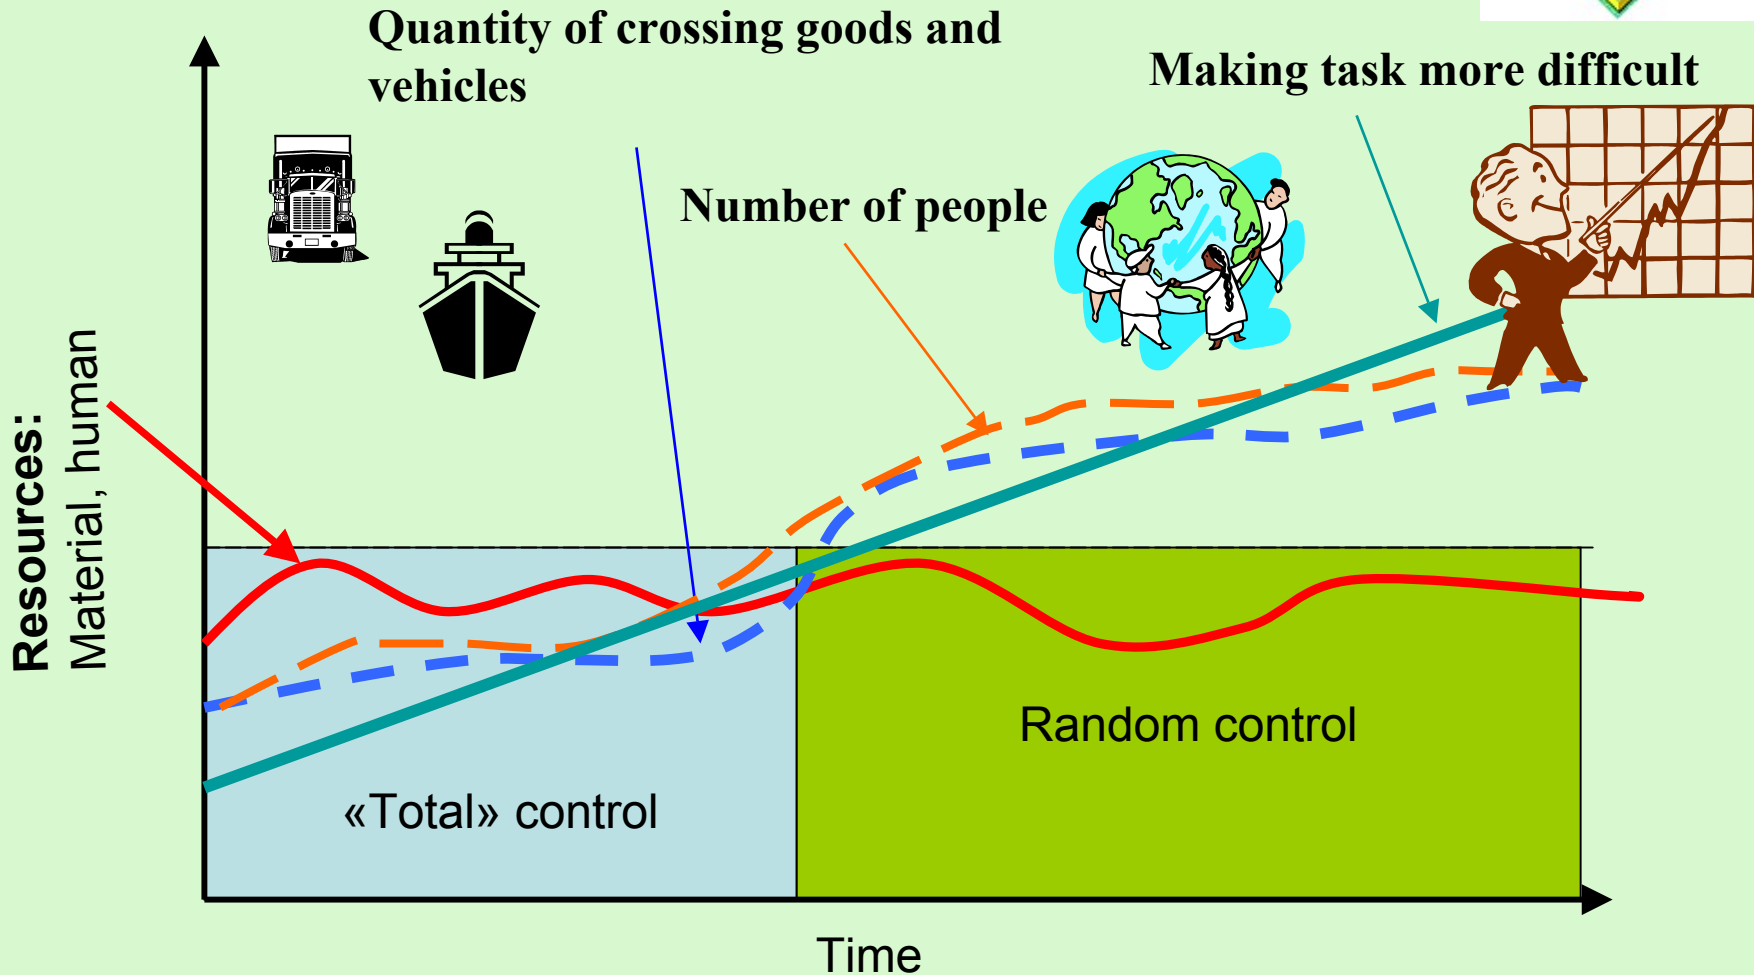 Quantity of crossing goods and
vehicles
Making task more difficult
Number of people
Resources:
Material, human
Random control
«Total» control
Time